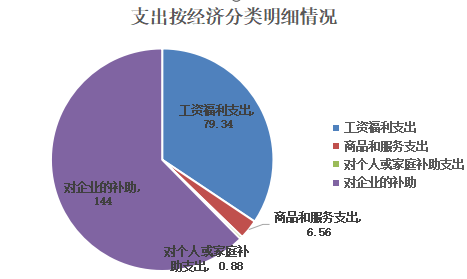 支出按经济分类明细情况
工资福利支出,
79.34
工资福利支出
商品和服务支出
对个人或家庭补助支出
对企业的补助
对企业的补助,
144
商品和服务支出,
6.56
对个人或家庭补
助支出, 0.88